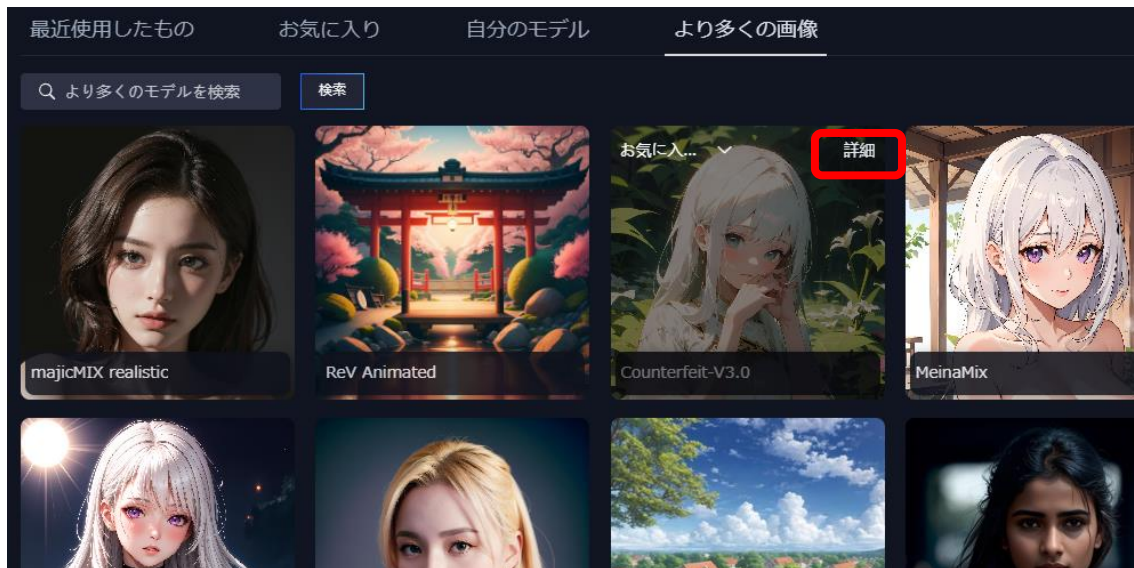 最近使用したもの お気に入り 自分のモデル より多くの画像
より多くのモデルを検索 検索
お気に入... 詳細
majicMIX realistic ReV Animated Counterfeit-V3.0 MeinaMix